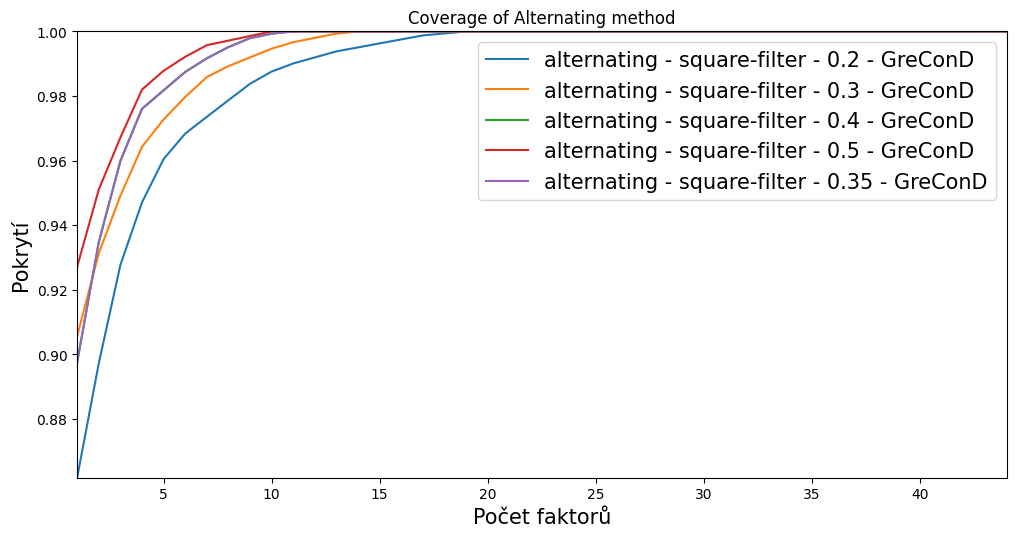 Coverage of Alternating method
1.00
0.98
0.96
0.94
0.92
0.90
0.88
Pokrytí
alternating - square-filter - 0.2 - GreConD
alternating - square-filter - 0.3 - GreConD
alternating - square-filter - 0.4 - GreConD
alternating - square-filter - 0.5 - GreConD
alternating - square-filter - 0.35 - GreConD
5 10 15 20 25 30 35 40
Počet faktorů